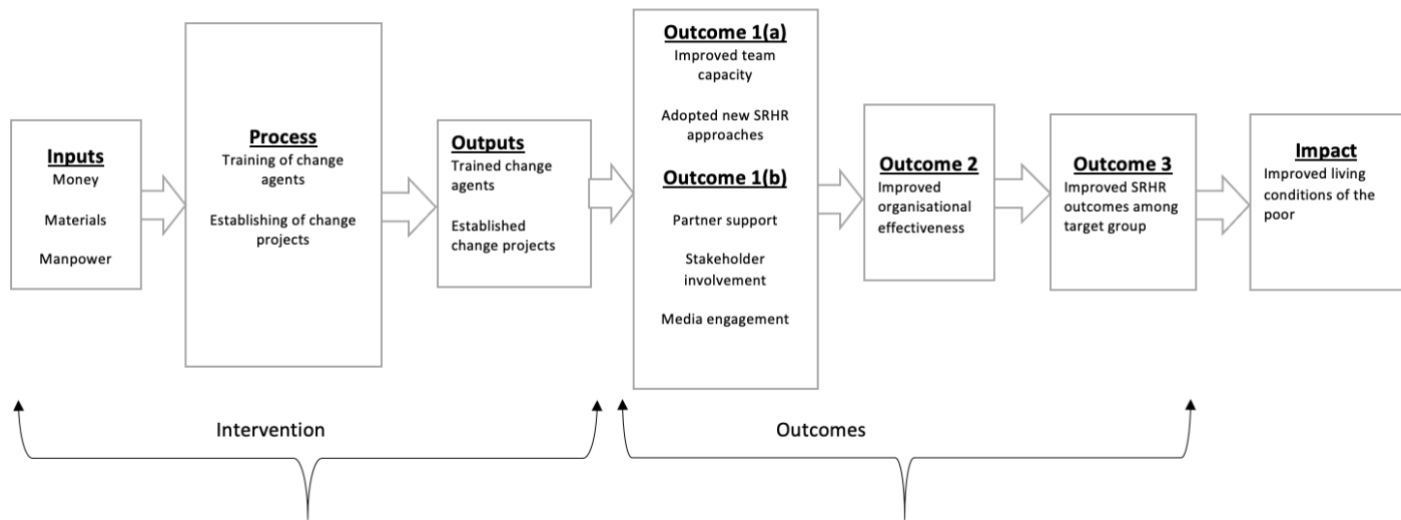 Inputs
Money
Materials
Manpower
Process
Training of change
agents
Establishing of change
projects
Outputs
Trained change
agents
Established
change projects
Outcome 1(a)
Improved team
capacity
Adopted new SRHR
approaches
Outcome 1(b)
Partner support
Stakeholder
involvement
Media engagement
Outcome 2
Improved
organisational
effectiveness
Outcome 3
Improved SRHR
outcomes among
target group
Impact
Improved living
conditions of the
poor
Intervention
Outcomes